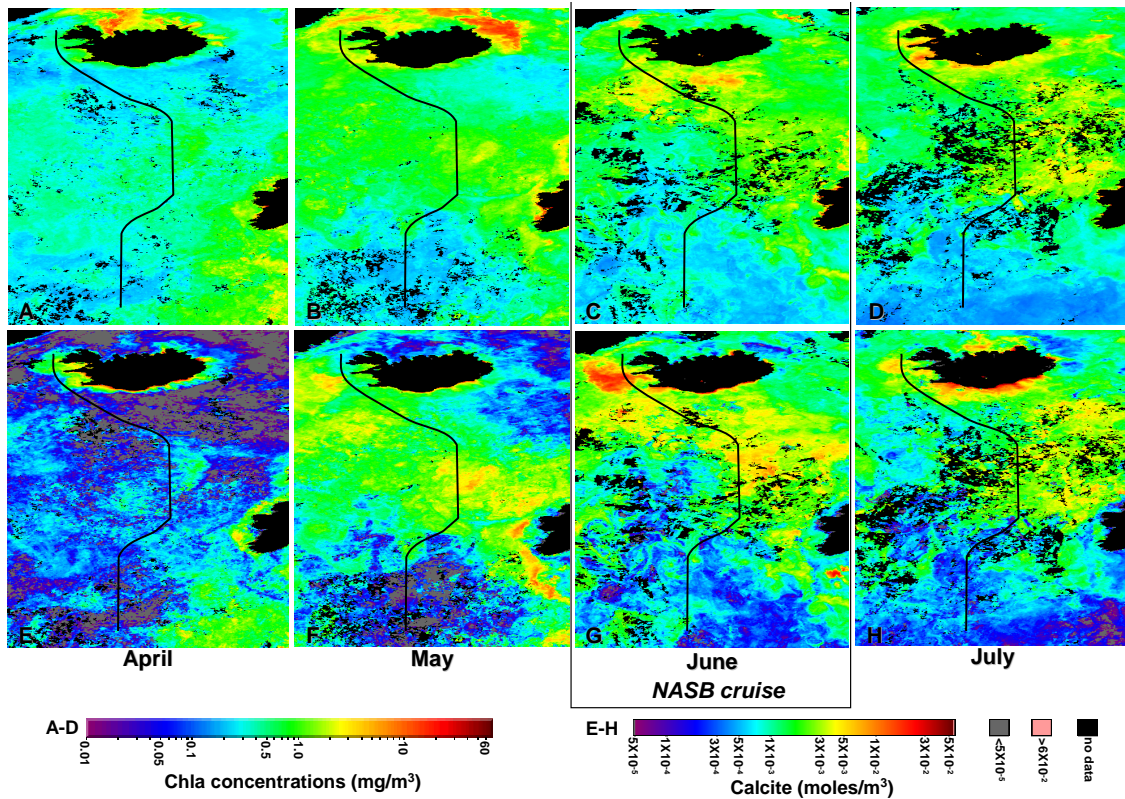 A
B
C
D
E
F
G
H
April
May
June
July
NASB cruise
A-D
0.01
0.05
0.1
0.5
1.0
10
60
Chla concentrations (mg/m³)
E-H
5X10⁻⁵
1X10⁻⁴
3X10⁻⁴
5X10⁻⁴
1X10⁻³
3X10⁻³
5X10⁻³
1X10⁻²
3X10⁻²
5X10⁻²
Calcite (moles/m³)
<5X10⁻⁵
>6X10⁻²
no data